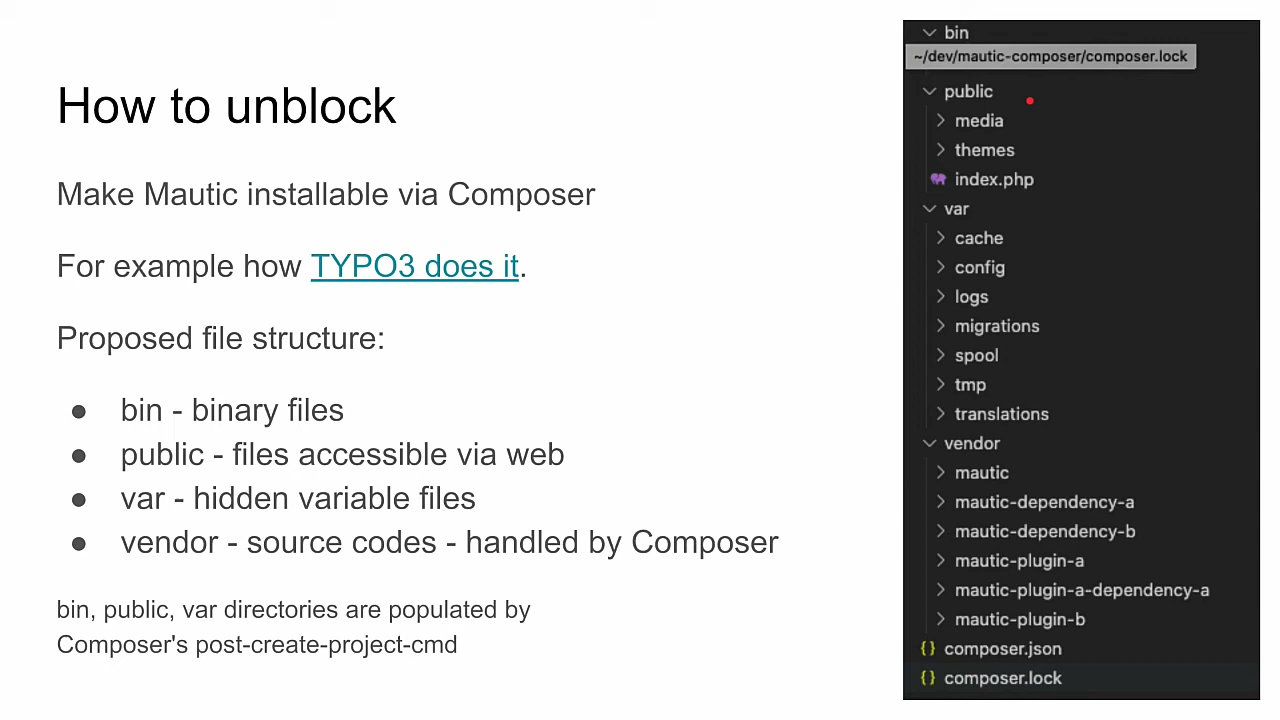 How to unblock
Make Mautic installable via Composer
For example how TYPO3 does it.
Proposed file structure:
● bin - binary files
● public - files accessible via web
● var - hidden variable files
● vendor - source codes - handled by Composer
bin, public, var directories are populated by
Composer's post-create-project-cmd
bin
~/dev/mautic-composer/composer.lock
public
media
themes
index.php
var
cache
config
logs
migrations
spool
tmp
translations
vendor
mautic
mautic-dependency-a
mautic-dependency-b
mautic-plugin-a
mautic-plugin-a-dependency-a
mautic-plugin-b
{} composer.json
{} composer.lock